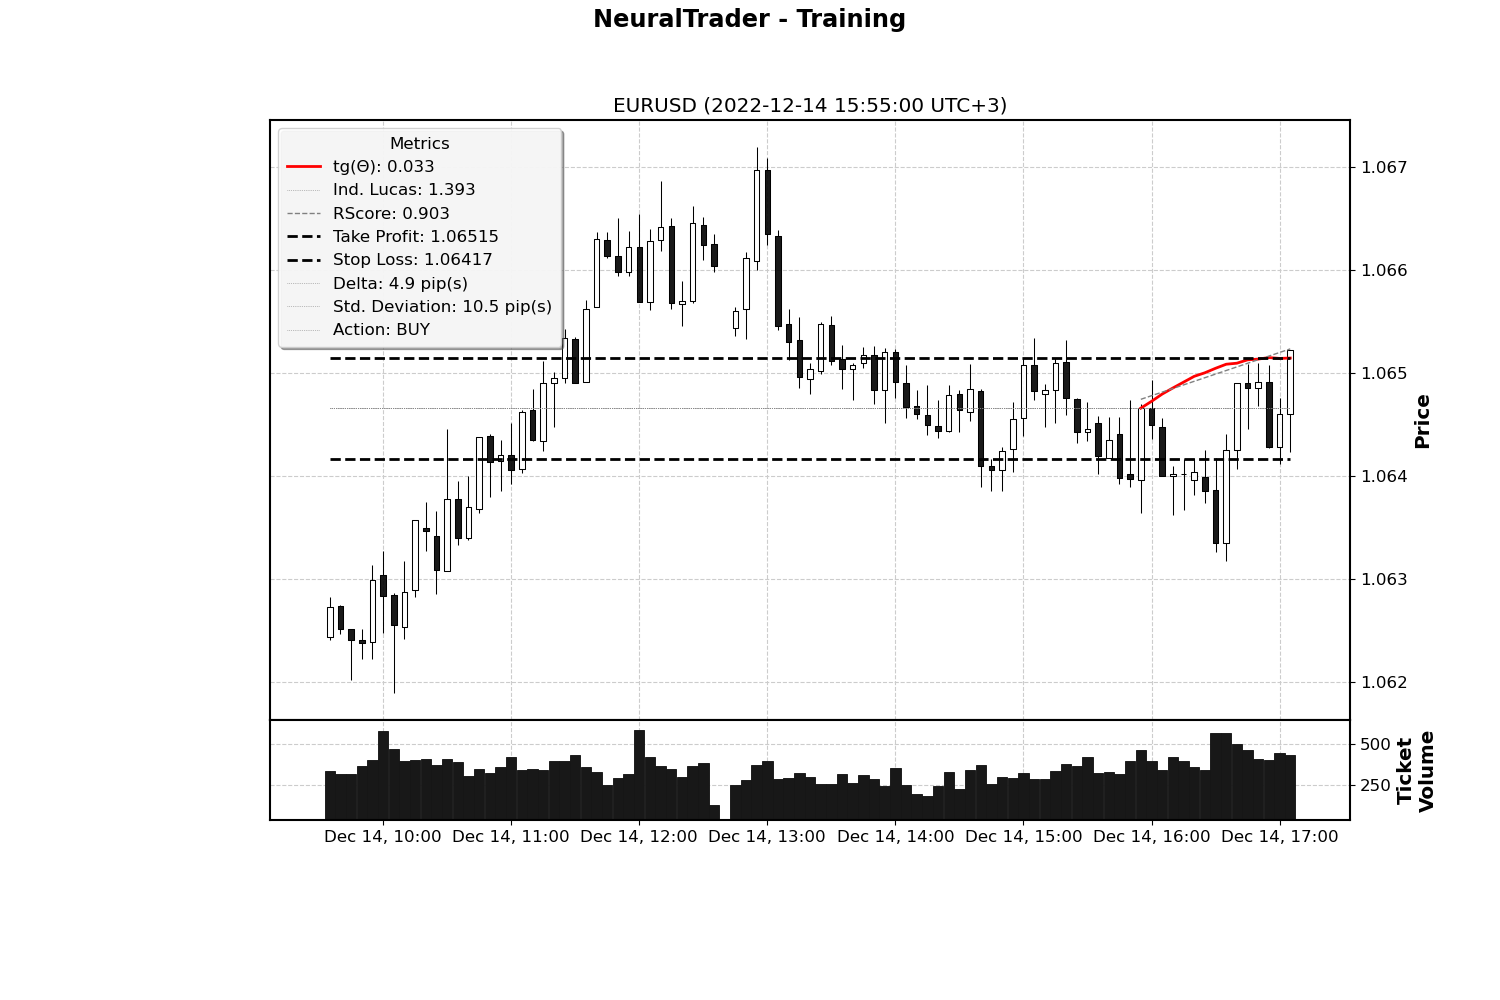 NeuralTrader - Training
EURUSD (2022-12-14 15:55:00 UTC+3)
Metrics
tg(Θ): 0.033
Ind. Lucas: 1.393
RScore: 0.903
Take Profit: 1.06515
Stop Loss: 1.06417
Delta: 4.9 pip(s)
Std. Deviation: 10.5 pip(s)
Action: BUY
1.067
1.066
1.065
1.064
1.063
1.062
Price
500
250
Ticket
Volume
Dec 14, 10:00 Dec 14, 11:00 Dec 14, 12:00 Dec 14, 13:00 Dec 14, 14:00 Dec 14, 15:00 Dec 14, 16:00 Dec 14, 17:00